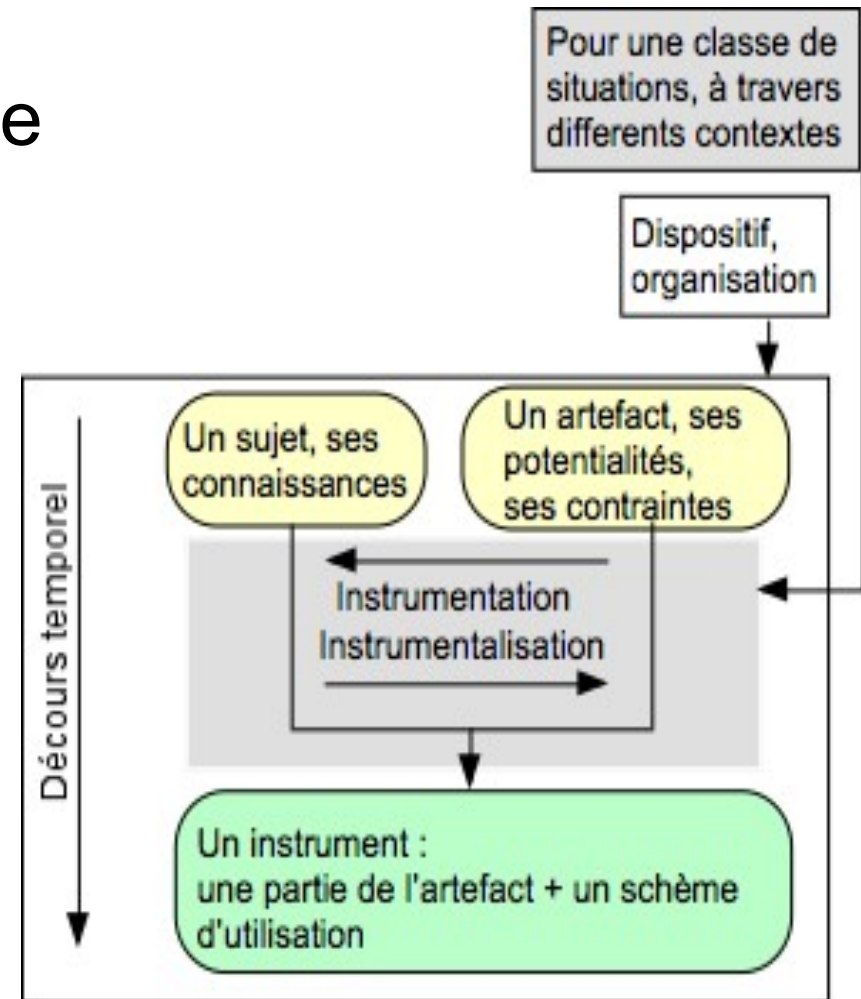 e
Pour une classe de
situations, à travers
differents contextes
Dispositif,
organisation
Un sujet, ses
connaissances
Un artefact, ses
potentialités,
ses contraintes
Décours temporel
Instrumentation
Instrumentalisation
Un instrument :
une partie de l'artefact + un schème
d'utilisation